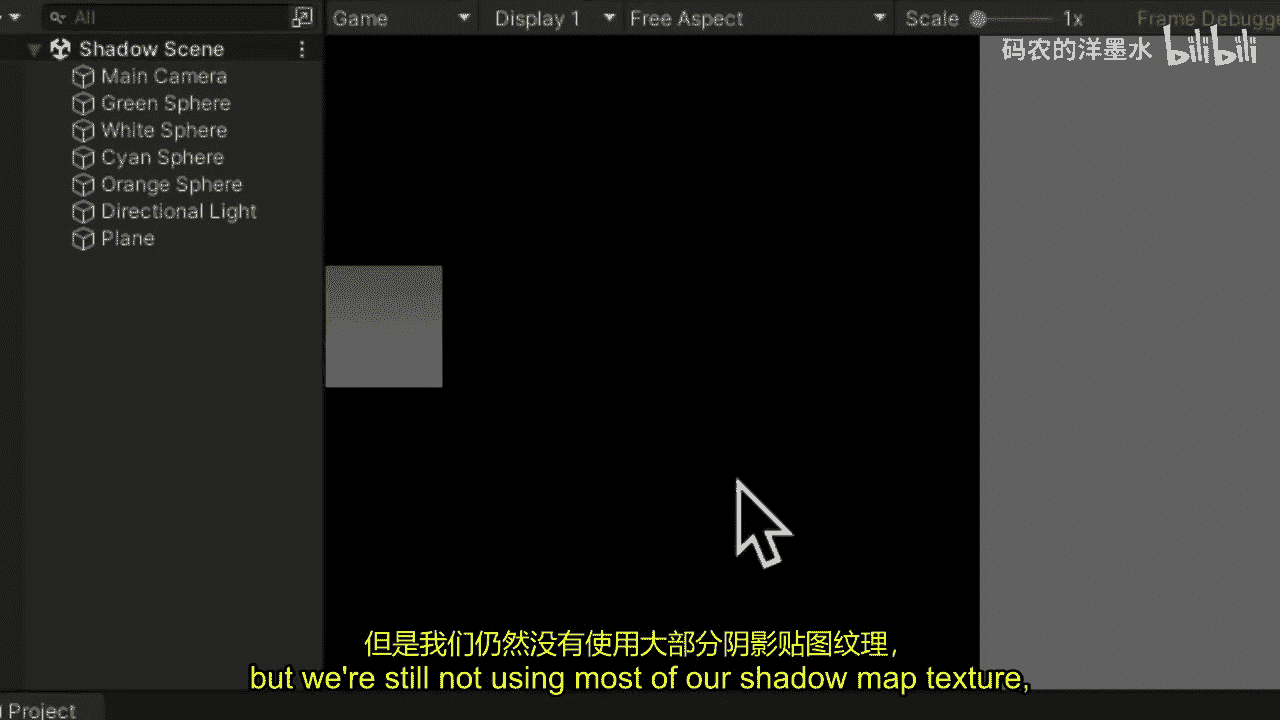 All
Game
Display 1
Free Aspect
Scale
1x
Frame Debugge
码农的洋墨水
bilibili
Shadow Scene
Main Camera
Green Sphere
White Sphere
Cyan Sphere
Orange Sphere
Directional Light
Plane
但是我们仍然没有使用大部分阴影贴图纹理，
but we're still not using most of our shadow map texture,
Project